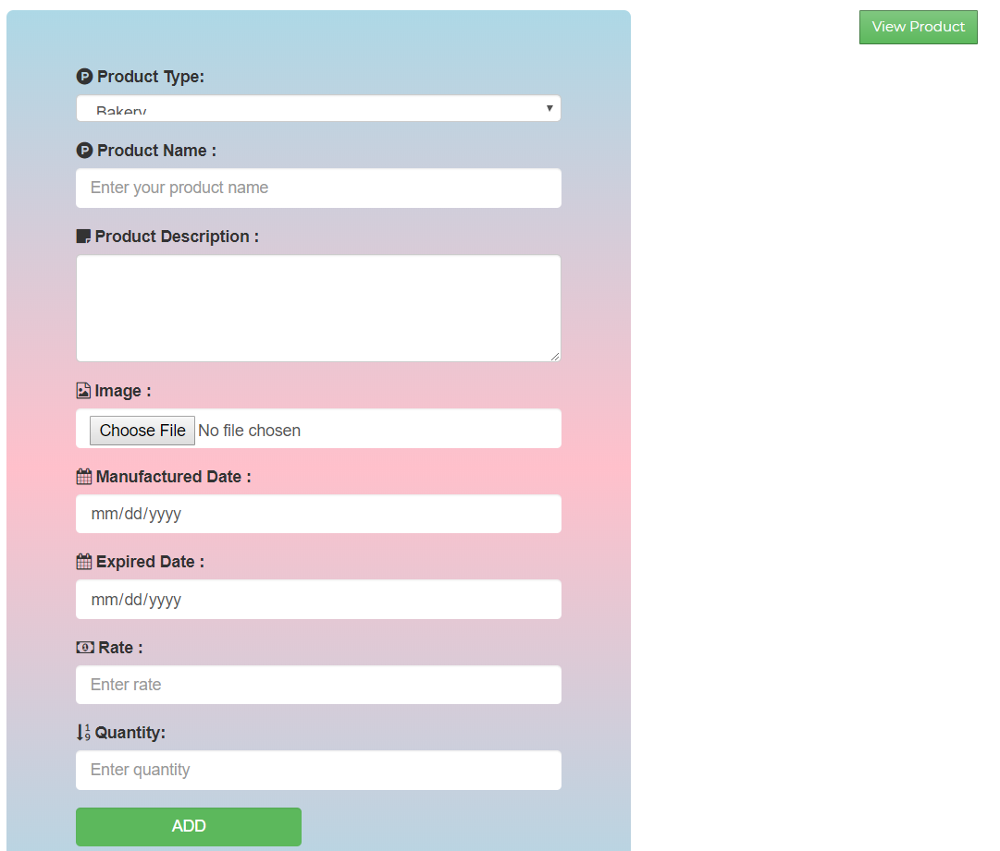 View Product
Product Type:
Bakery
Product Name :
Enter your product name
Product Description :
Image :
Choose File No file chosen
Manufactured Date :
mm/dd/yyyy
Expired Date :
mm/dd/yyyy
Rate :
Enter rate
Quantity:
Enter quantity
ADD